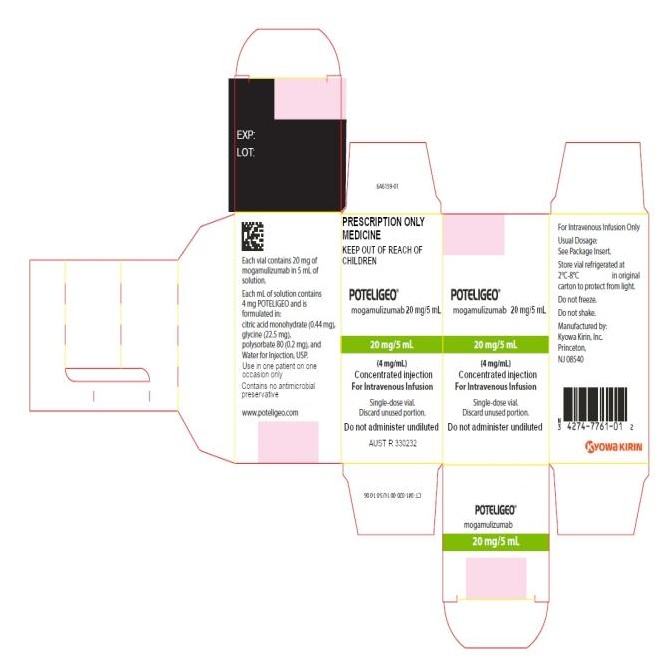 EXP:
LOT:
6A6159-01
Each vial contains 20 mg of
mogamulizumab in 5 mL of
solution.
Each mL of solution contains
4 mg POTELIGEO and is
formulated in:
citric acid monohydrate (0.44 mg),
glycine (22.5 mg),
polysorbate 80 (0.2 mg), and
Water for Injection, USP.
Use in one patient on one
occasion only
Contains no antimicrobial
preservative
www.poteligeo.com
PRESCRIPTION ONLY
MEDICINE
KEEP OUT OF REACH OF
CHILDREN
POTELIGEO®
mogamulizumab 20 mg/5 mL
20 mg/5 mL
(4 mg/mL)
Concentrated injection
For Intravenous Infusion
Single-dose vial.
Discard unused portion.
Do not administer undiluted
AUST R 330232
POTELIGEO®
mogamulizumab 20 mg/5 mL
20 mg/5 mL
(4 mg/mL)
Concentrated injection
For Intravenous Infusion
Single-dose vial.
Discard unused portion.
Do not administer undiluted
For Intravenous Infusion Only
Usual Dosage:
See Package Insert.
Store vial refrigerated at
2°C-8°C in original
carton to protect from light.
Do not freeze.
Do not shake.
Manufactured by:
Kyowa Kirin, Inc.
Princeton,
NJ 08540
N
3 4274-7761-01 2
KYOWA KIRIN
POTELIGEO®
mogamulizumab
20 mg/5 mL